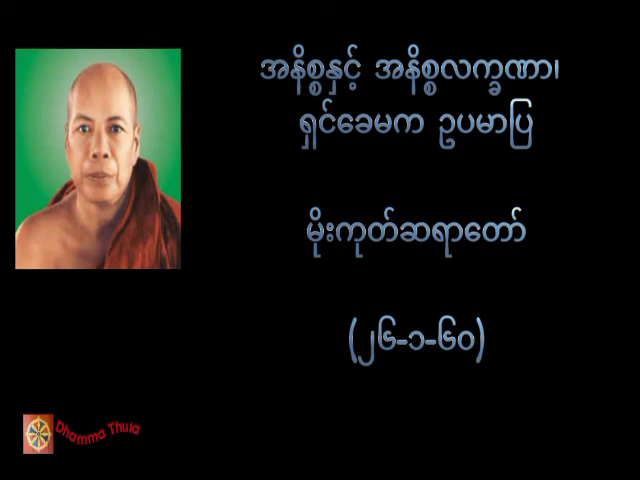 အနိစ္စနှင့် အနိစ္စလက္ခဏာ၊
ရှင်ခေမက ဥပမာပြ
မိုးကုတ်ဆရာတော်
(၂၆-၁-၆၀)
Dhamma Thula